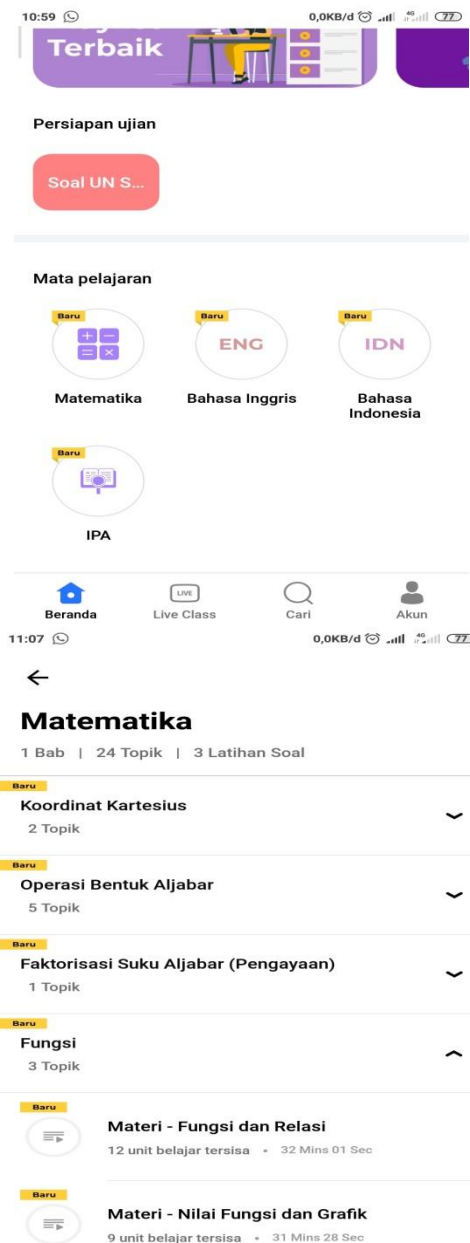 10:59 0,0KB/d 4G 77
Terbaik
Persiapan ujian
Soal UN S...
Mata pelajaran
Baru Baru Baru
ENG IDN
Matematika Bahasa Inggris Bahasa
Indonesia
Baru
IPA
LIVE
Beranda Live Class Cari Akun
11:07 0,0KB/d 4G 77
Matematika
1 Bab | 24 Topik | 3 Latihan Soal
Baru
Koordinat Kartesius
2 Topik
Baru
Operasi Bentuk Aljabar
5 Topik
Baru
Faktorisasi Suku Aljabar (Pengayaan)
1 Topik
Baru
Fungsi
3 Topik
Baru
Materi - Fungsi dan Relasi
12 unit belajar tersisa • 32 Mins 01 Sec
Baru
Materi - Nilai Fungsi dan Grafik
9 unit belajar tersisa • 31 Mins 28 Sec